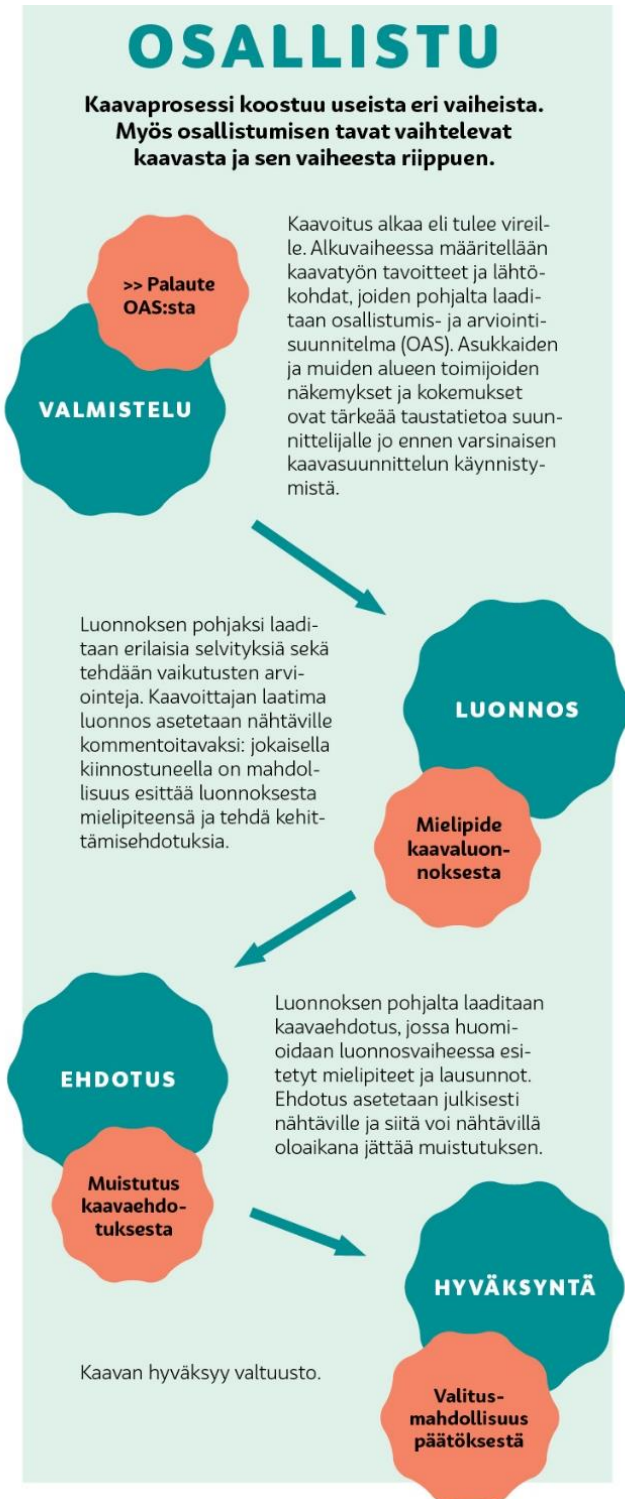 OSALLISTU
Kaavaprosessi koostuu useista eri vaiheista.
Myös osallistumisen tavat vaihtelevat
kaavasta ja sen vaiheesta riippuen.
>> Palaute
OAS:sta
VALMISTELU
Kaavoitus alkaa eli tulee vireil-
le. Alkuvaiheessa määritellään
kaavatyön tavoitteet ja lähtö-
kohdat, joiden pohjalta laadi-
taan osallistumis- ja arviointi-
suunnitelma (OAS). Asukkaiden
ja muiden alueen toimijoiden
näkemykset ja kokemukset
ovat tärkeää taustatietoa suun-
nittelijalle jo ennen varsinaisen
kaavasuunnittelun käynnisty-
mistä.
Luonnoksen pohjaksi laadi-
taan erilaisia selvityksiä sekä
tehdään vaikutusten arvi-
ointeja. Kaavoittajan laatima
luonnos asetetaan nähtäville
kommentoitavaksi: jokaisella
kiinnostuneella on mahdol-
lisuus esittää luonnoksesta
mielipiteensä ja tehdä kehit-
tämisehdotuksia.
LUONNOS
Mielipide
kaavaluon-
noksesta
EHDOTUS
Muistutus
kaavaehdo-
tuksesta
Luonnoksen pohjalta laaditaan
kaavaehdotus, jossa huomi-
oidaan luonnosvaiheessa esi-
tetyt mielipiteet ja lausunnot.
Ehdotus asetetaan julkisesti
nähtäville ja siitä voi nähtävillä
oloaikana jättää muistutuksen.
HYVÄKSYNTÄ
Kaavan hyväksyy valtuusto.
Valitus-
mahdollisuus
päätöksestä